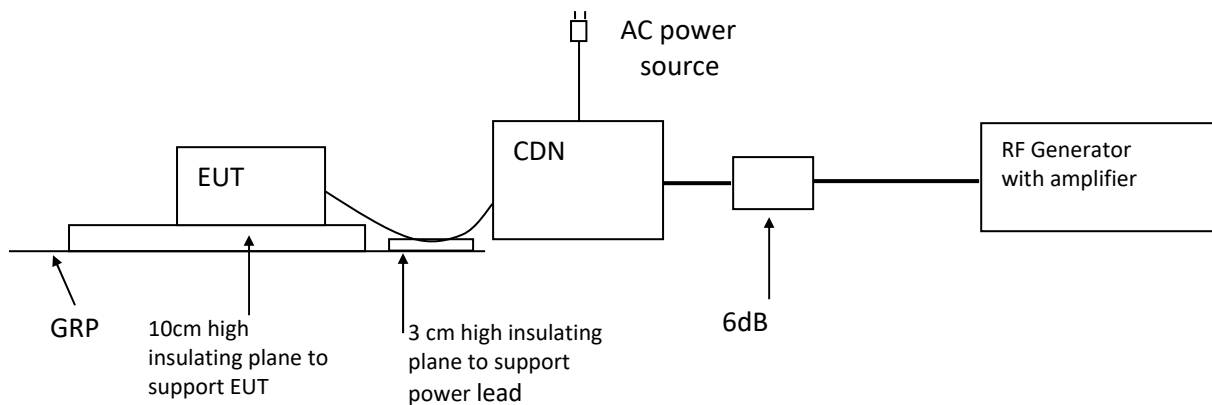 AC power
source
CDN
EUT
RF Generator
with amplifier
GRP
10cm high
insulating plane to
support EUT
3 cm high insulating
plane to support
power lead
6dB